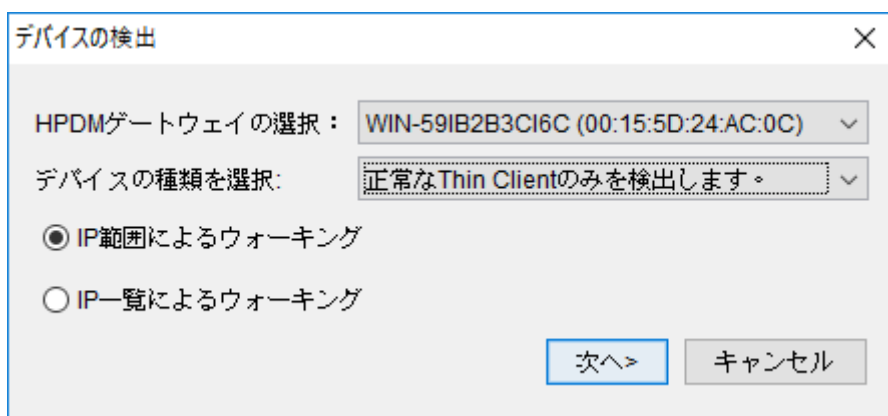 デバイスの検出
HPDMゲートウェイの選択： WIN-59IB2B3CI6C (00:15:5D:24:AC:0C)
デバイスの種類を選択: 正常なThin Clientのみを検出します。
IP範囲によるウォーキング
IP一覧によるウォーキング
次へ> キャンセル